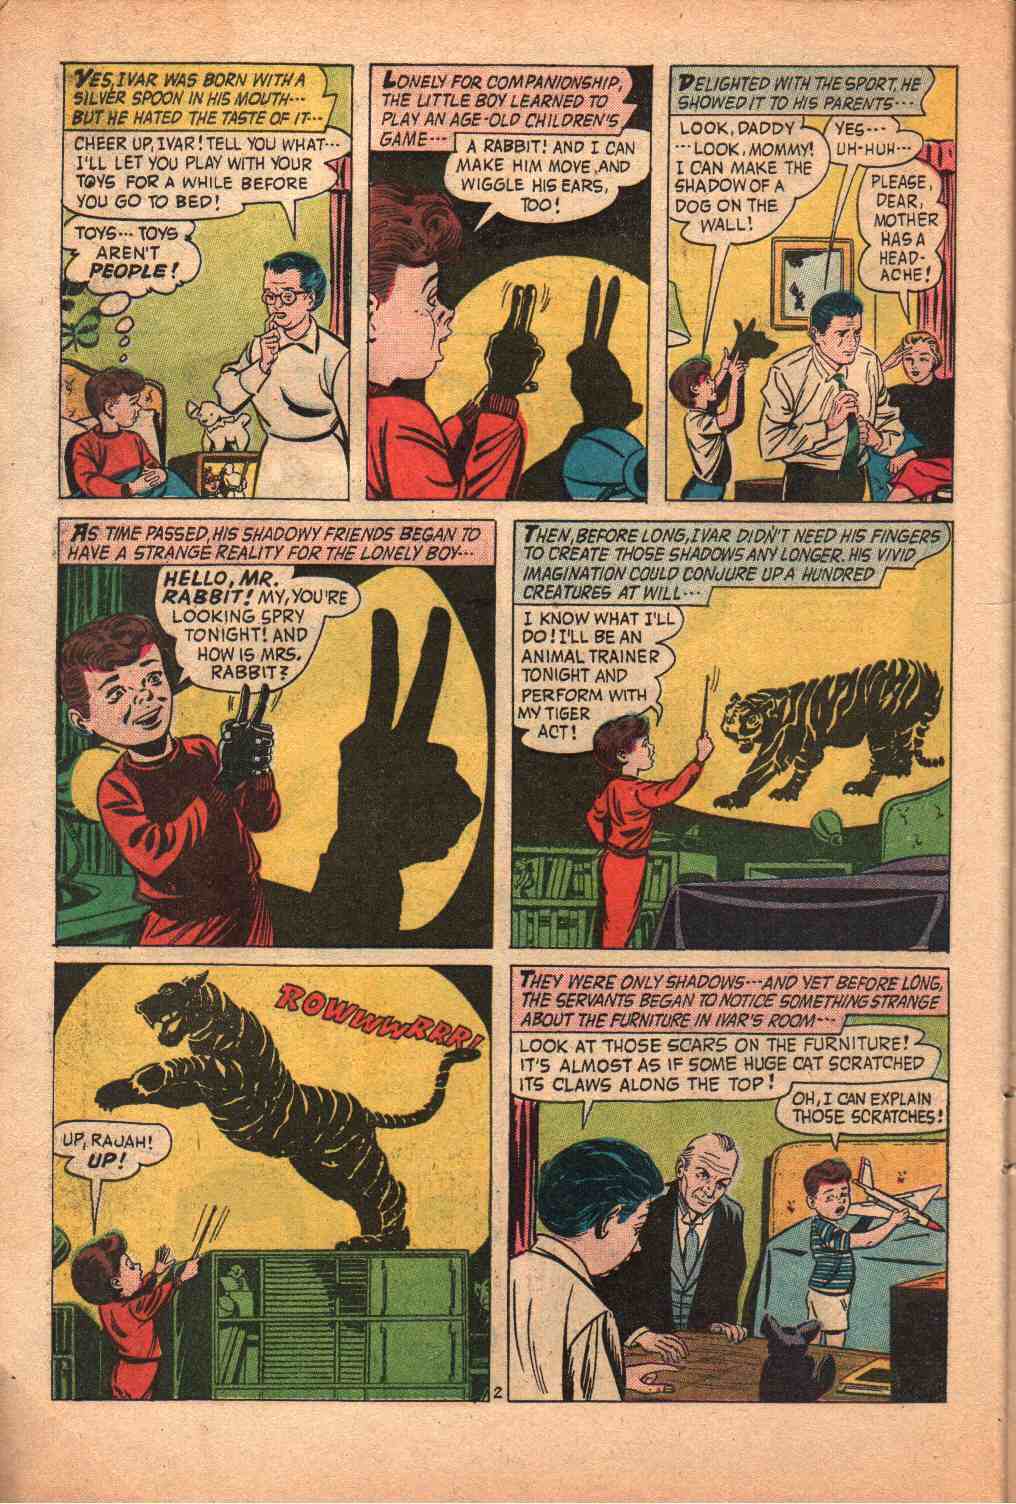 YES, IVAR WAS BORN WITH A
SILVER SPOON IN HIS MOUTH---
BUT HE HATED THE TASTE OF IT---
CHEER UP, IVAR! TELL YOU WHAT---
I'LL LET YOU PLAY WITH YOUR
TOYS FOR A WHILE BEFORE
YOU GO TO BED!
TOYS--- TOYS
AREN'T
PEOPLE!
LONELY FOR COMPANIONSHIP,
THE LITTLE BOY LEARNED TO
PLAY AN AGE-OLD CHILDREN'S
GAME---
A RABBIT! AND I CAN
MAKE HIM MOVE, AND
WIGGLE HIS EARS,
TOO!
DELIGHTED WITH THE SPORT, HE
SHOWED IT TO HIS PARENTS---
LOOK, DADDY
---LOOK, MOMMY!
I CAN MAKE THE
SHADOW OF A
DOG ON THE
WALL!
YES---
UH-HUH---
PLEASE,
DEAR,
MOTHER
HAS A
HEAD-
ACHE!
AS TIME PASSED, HIS SHADOWY FRIENDS BEGAN TO
HAVE A STRANGE REALITY FOR THE LONELY BOY---
HELLO, MR.
RABBIT! MY, YOU'RE
LOOKING SPRY
TONIGHT! AND
HOW IS MRS.
RABBIT?
THEN, BEFORE LONG, IVAR DIDN'T NEED HIS FINGERS
TO CREATE THOSE SHADOWS ANY LONGER. HIS VIVID
IMAGINATION COULD CONJURE UP A HUNDRED
CREATURES AT WILL---
I KNOW WHAT I'LL
DO! I'LL BE AN
ANIMAL TRAINER
TONIGHT AND
PERFORM WITH
MY TIGER
ACT!
ROWWWRRR!
UP, RAJAH!
UP!
2
THEY WERE ONLY SHADOWS---AND YET BEFORE LONG,
THE SERVANTS BEGAN TO NOTICE SOMETHING STRANGE
ABOUT THE FURNITURE IN IVAR'S ROOM---
LOOK AT THOSE SCARS ON THE FURNITURE!
IT'S ALMOST AS IF SOME HUGE CAT SCRATCHED
ITS CLAWS ALONG THE TOP!
OH, I CAN EXPLAIN
THOSE SCRATCHES!